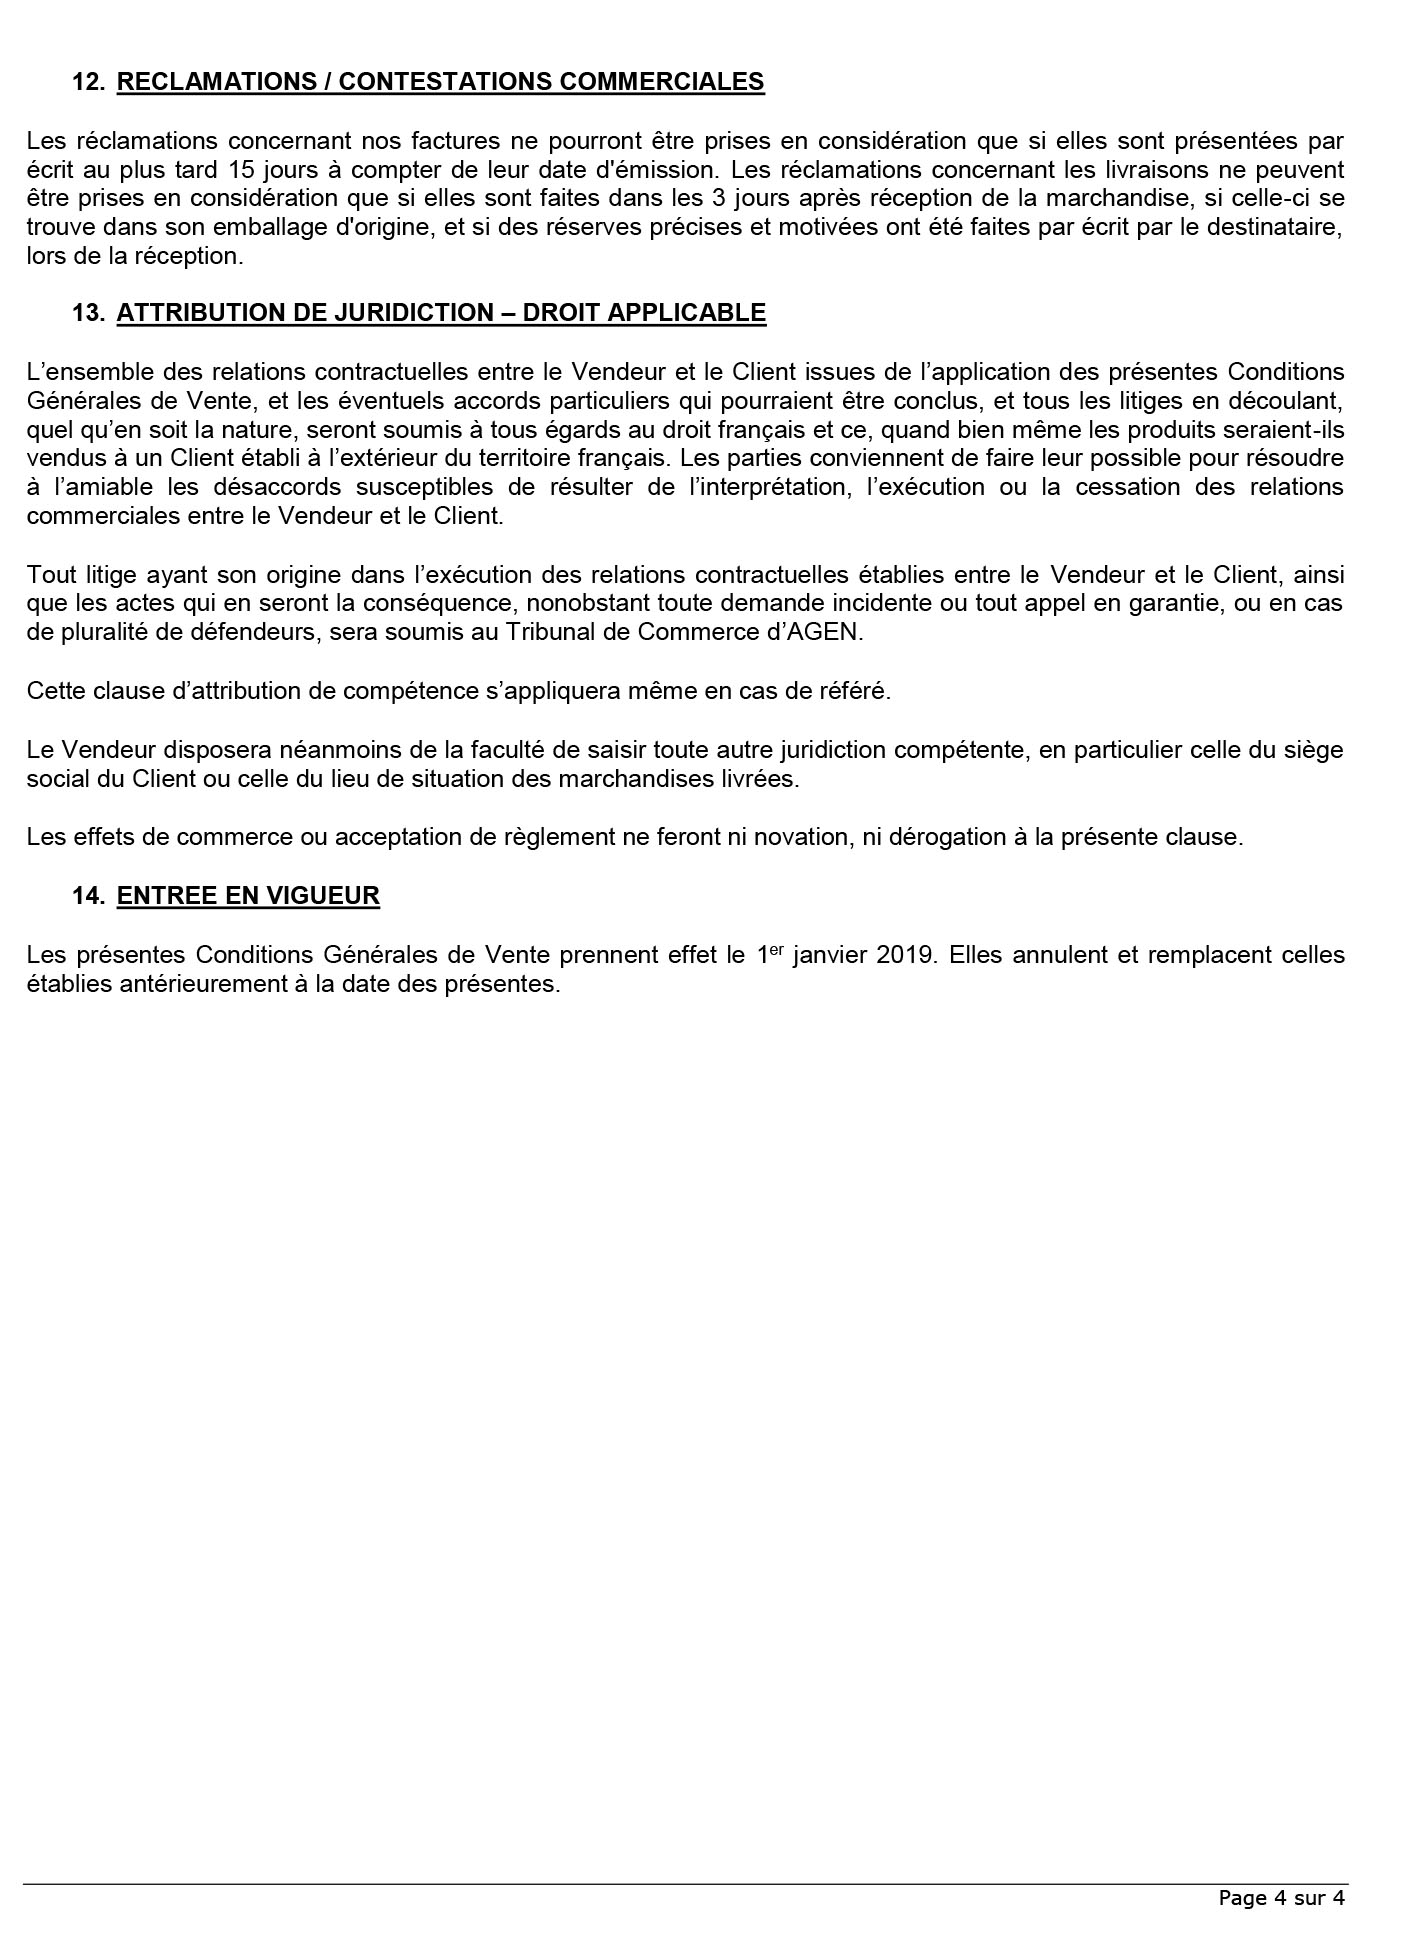 12. RECLAMATIONS / CONTESTATIONS COMMERCIALES
Les réclamations concernant nos factures ne pourront être prises en considération que si elles sont présentées par
écrit au plus tard 15 jours à compter de leur date d'émission. Les réclamations concernant les livraisons ne peuvent
être prises en considération que si elles sont faites dans les 3 jours après réception de la marchandise, si celle-ci se
trouve dans son emballage d'origine, et si des réserves précises et motivées ont été faites par écrit par le destinataire,
lors de la réception.
13. ATTRIBUTION DE JURIDICTION – DROIT APPLICABLE
L’ensemble des relations contractuelles entre le Vendeur et le Client issues de l’application des présentes Conditions
Générales de Vente, et les éventuels accords particuliers qui pourraient être conclus, et tous les litiges en découlant,
quel qu’en soit la nature, seront soumis à tous égards au droit français et ce, quand bien même les produits seraient-ils
vendus à un Client établi à l’extérieur du territoire français. Les parties conviennent de faire leur possible pour résoudre
à l’amiable les désaccords susceptibles de résulter de l’interprétation, l’exécution ou la cessation des relations
commerciales entre le Vendeur et le Client.
Tout litige ayant son origine dans l’exécution des relations contractuelles établies entre le Vendeur et le Client, ainsi
que les actes qui en seront la conséquence, nonobstant toute demande incidente ou tout appel en garantie, ou en cas
de pluralité de défendeurs, sera soumis au Tribunal de Commerce d’AGEN.
Cette clause d’attribution de compétence s’appliquera même en cas de référé.
Le Vendeur disposera néanmoins de la faculté de saisir toute autre juridiction compétente, en particulier celle du siège
social du Client ou celle du lieu de situation des marchandises livrées.
Les effets de commerce ou acceptation de règlement ne feront ni novation, ni dérogation à la présente clause.
14. ENTREE EN VIGUEUR
Les présentes Conditions Générales de Vente prennent effet le 1er janvier 2019. Elles annulent et remplacent celles
établies antérieurement à la date des présentes.
Page 4 sur 4